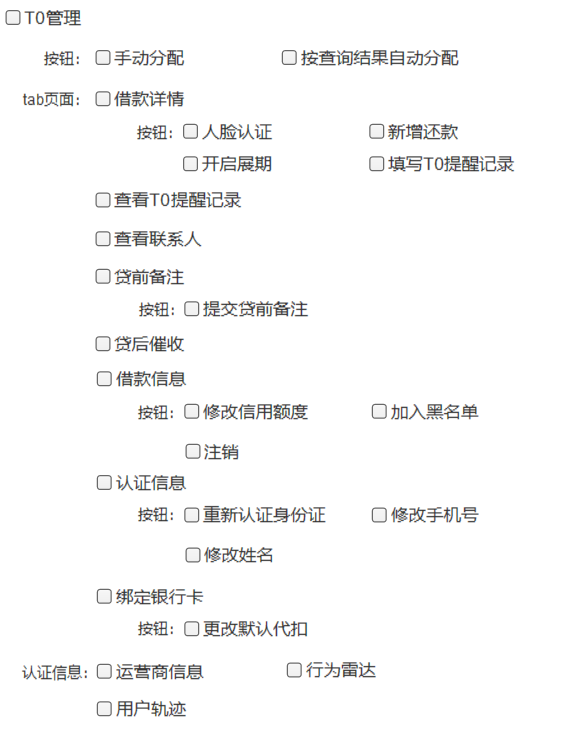 T0管理
按钮： 手动分配 按查询结果自动分配
tab页面： 借款详情
按钮： 人脸认证 新增还款
开启展期 填写T0提醒记录
查看T0提醒记录
查看联系人
贷前备注
按钮： 提交贷前备注
贷后催收
借款信息
按钮： 修改信用额度 加入黑名单
注销
认证信息
按钮： 重新认证身份证 修改手机号
修改姓名
绑定银行卡
按钮： 更改默认代扣
认证信息： 运营商信息 行为雷达
用户轨迹